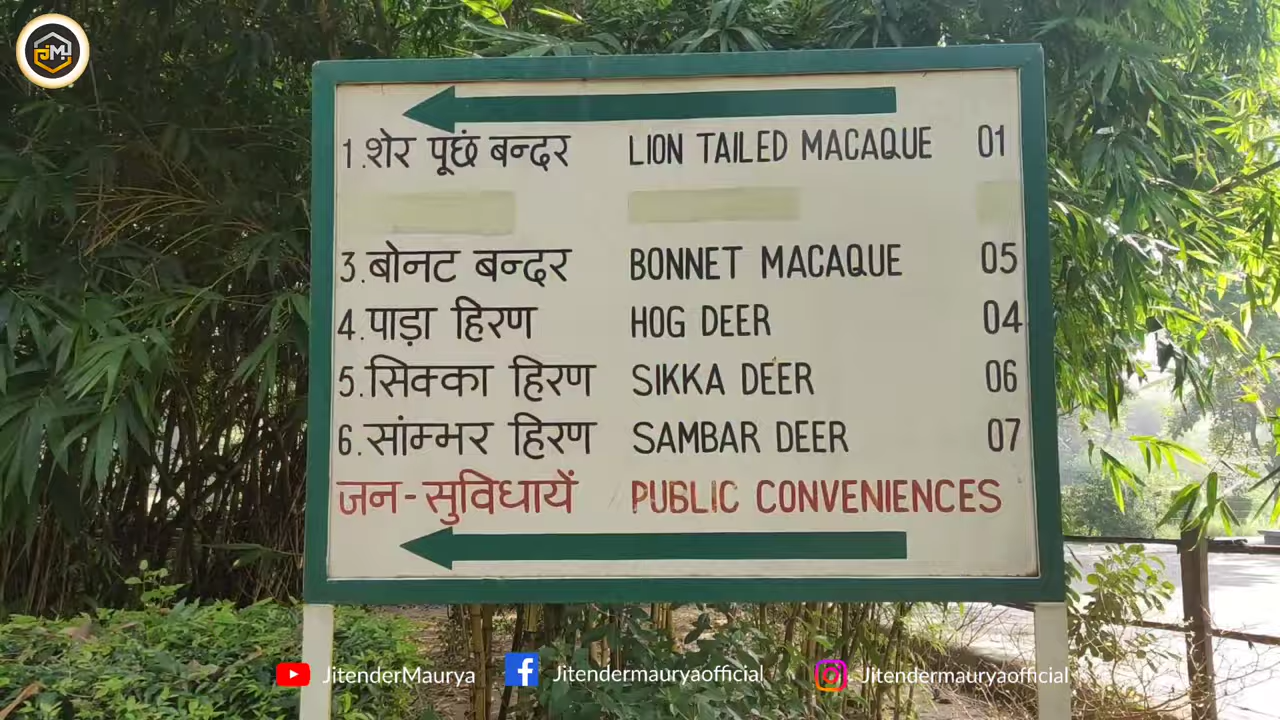 JM
1.शेर पूछं बन्दर LION TAILED MACAQUE 01
3.बोनट बन्दर BONNET MACAQUE 05
4.पाड़ा हिरण HOG DEER 04
5.सिक्का हिरण SIKKA DEER 06
6.सांम्भर हिरण SAMBAR DEER 07
जन-सुविधायें PUBLIC CONVENIENCES
JitenderMaurya Jitendermauryaofficial Jitendermauryaofficial